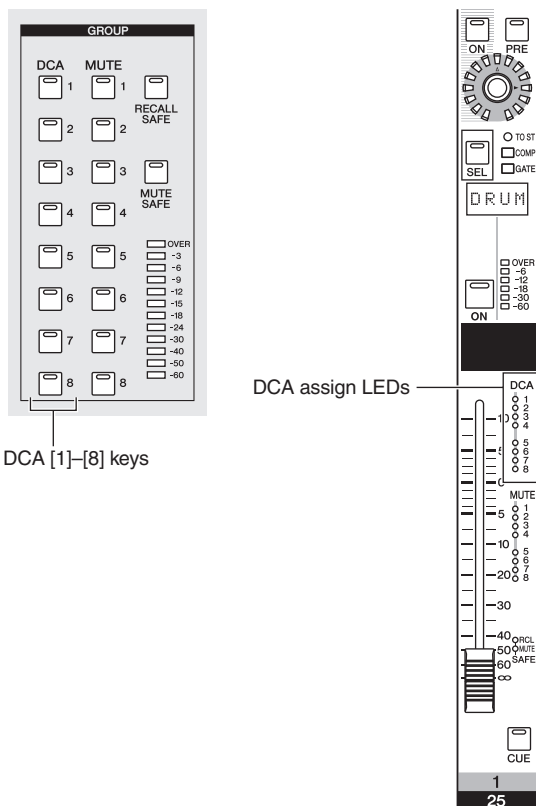 GROUP
DCA MUTE
1 1
RECALL
SAFE
2 2
3 3
MUTE
SAFE
4 4
5 5
6 6
7 7
8 8
OVER
-3
-6
-9
-12
-15
-18
-24
-30
-40
-50
-60
DCA [1]–[8] keys
ON PRE
TO ST
COMP
SEL GATE
DRUM
OVER
-6
-12
-18
-30
-60
ON
DCA assign LEDs
DCA
1
2
3
4
5
6
7
8
MUTE
1
2
3
4
5
6
7
8
10
5
0
5
10
20
30
40
50
60
∞
RCL
MUTE
SAFE
CUE
1
25